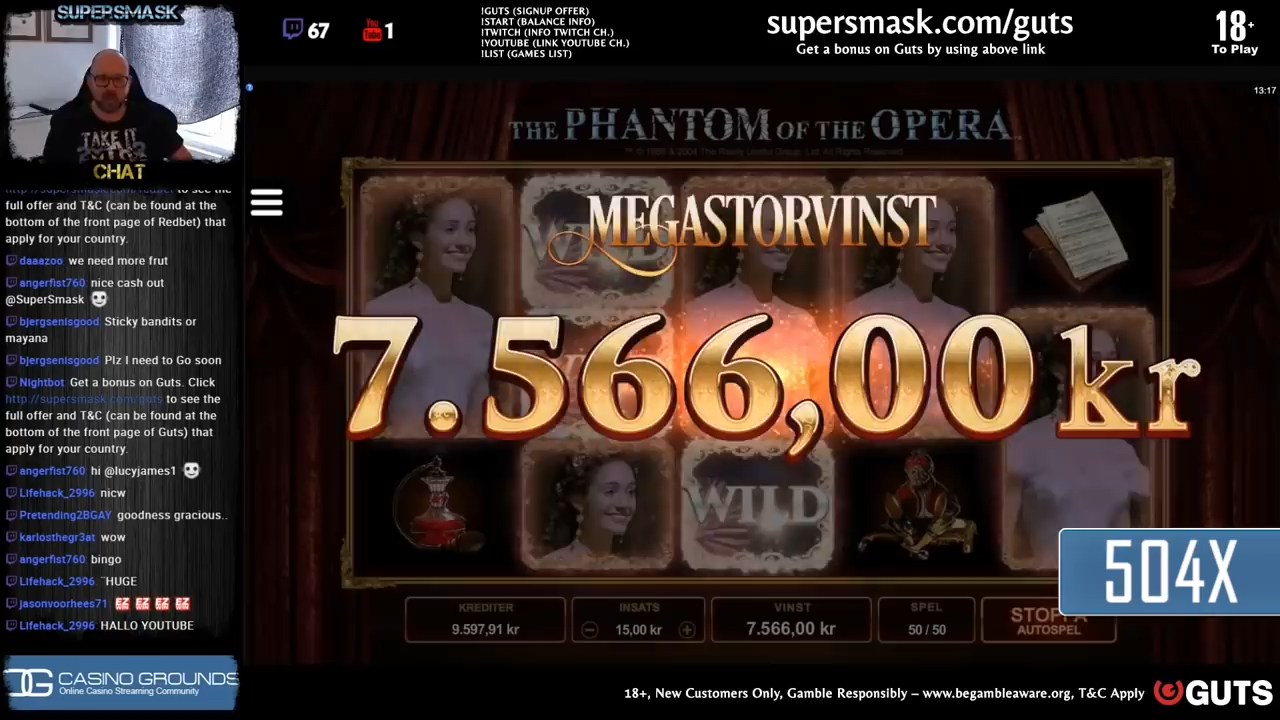 SUPERSMASK
67
1
!GUTS (SIGNUP OFFER)
!START (BALANCE INFO)
!TWITCH (INFO TWITCH CH.)
!YOUTUBE (LINK YOUTUBE CH.)
!LIST (GAMES LIST)
supersmask.com/guts
Get a bonus on Guts by using above link
18+
To Play
13:17
TAKE IT
CHAT
to see the
full offer and T&C (can be found at the
bottom of the front page of Redbet) that
apply for your country.
daaazoo we need more frut
angerfist760 nice cash out
@SuperSmask
bjergsenisgood Sticky bandits or
mayana
bjergsenisgood Plz I need to Go soon
Nightbot Get a bonus on Guts. Click
http://supersmask.com/guts to see the
full offer and T&C (can be found at the
bottom of the front page of Guts) that
apply for your country.
angerfist760 hi @lucyjames1
Lifehack_2996 nicw
Pretending2BGAY goodness gracious..
karlosthegr3at wow
angerfist760 bingo
Lifehack_2996 ¨HUGE
jasonvoorhees71 EZ EZ EZ EZ
Lifehack_2996 HALLO YOUTUBE
CASINO GROUNDS
Online Casino Streaming Community
THE PHANTOM OF THE OPERA
MEGASTORVINST
7.566,00 kr
WILD
504X
KREDITER
9.597,91 kr
INSATS
15,00 kr
VINST
7.566,00 kr
SPEL
50 / 50
STOPPA
AUTOSPEL
18+, New Customers Only, Gamble Responsibly – www.begambleaware.org, T&C Apply
GUTS